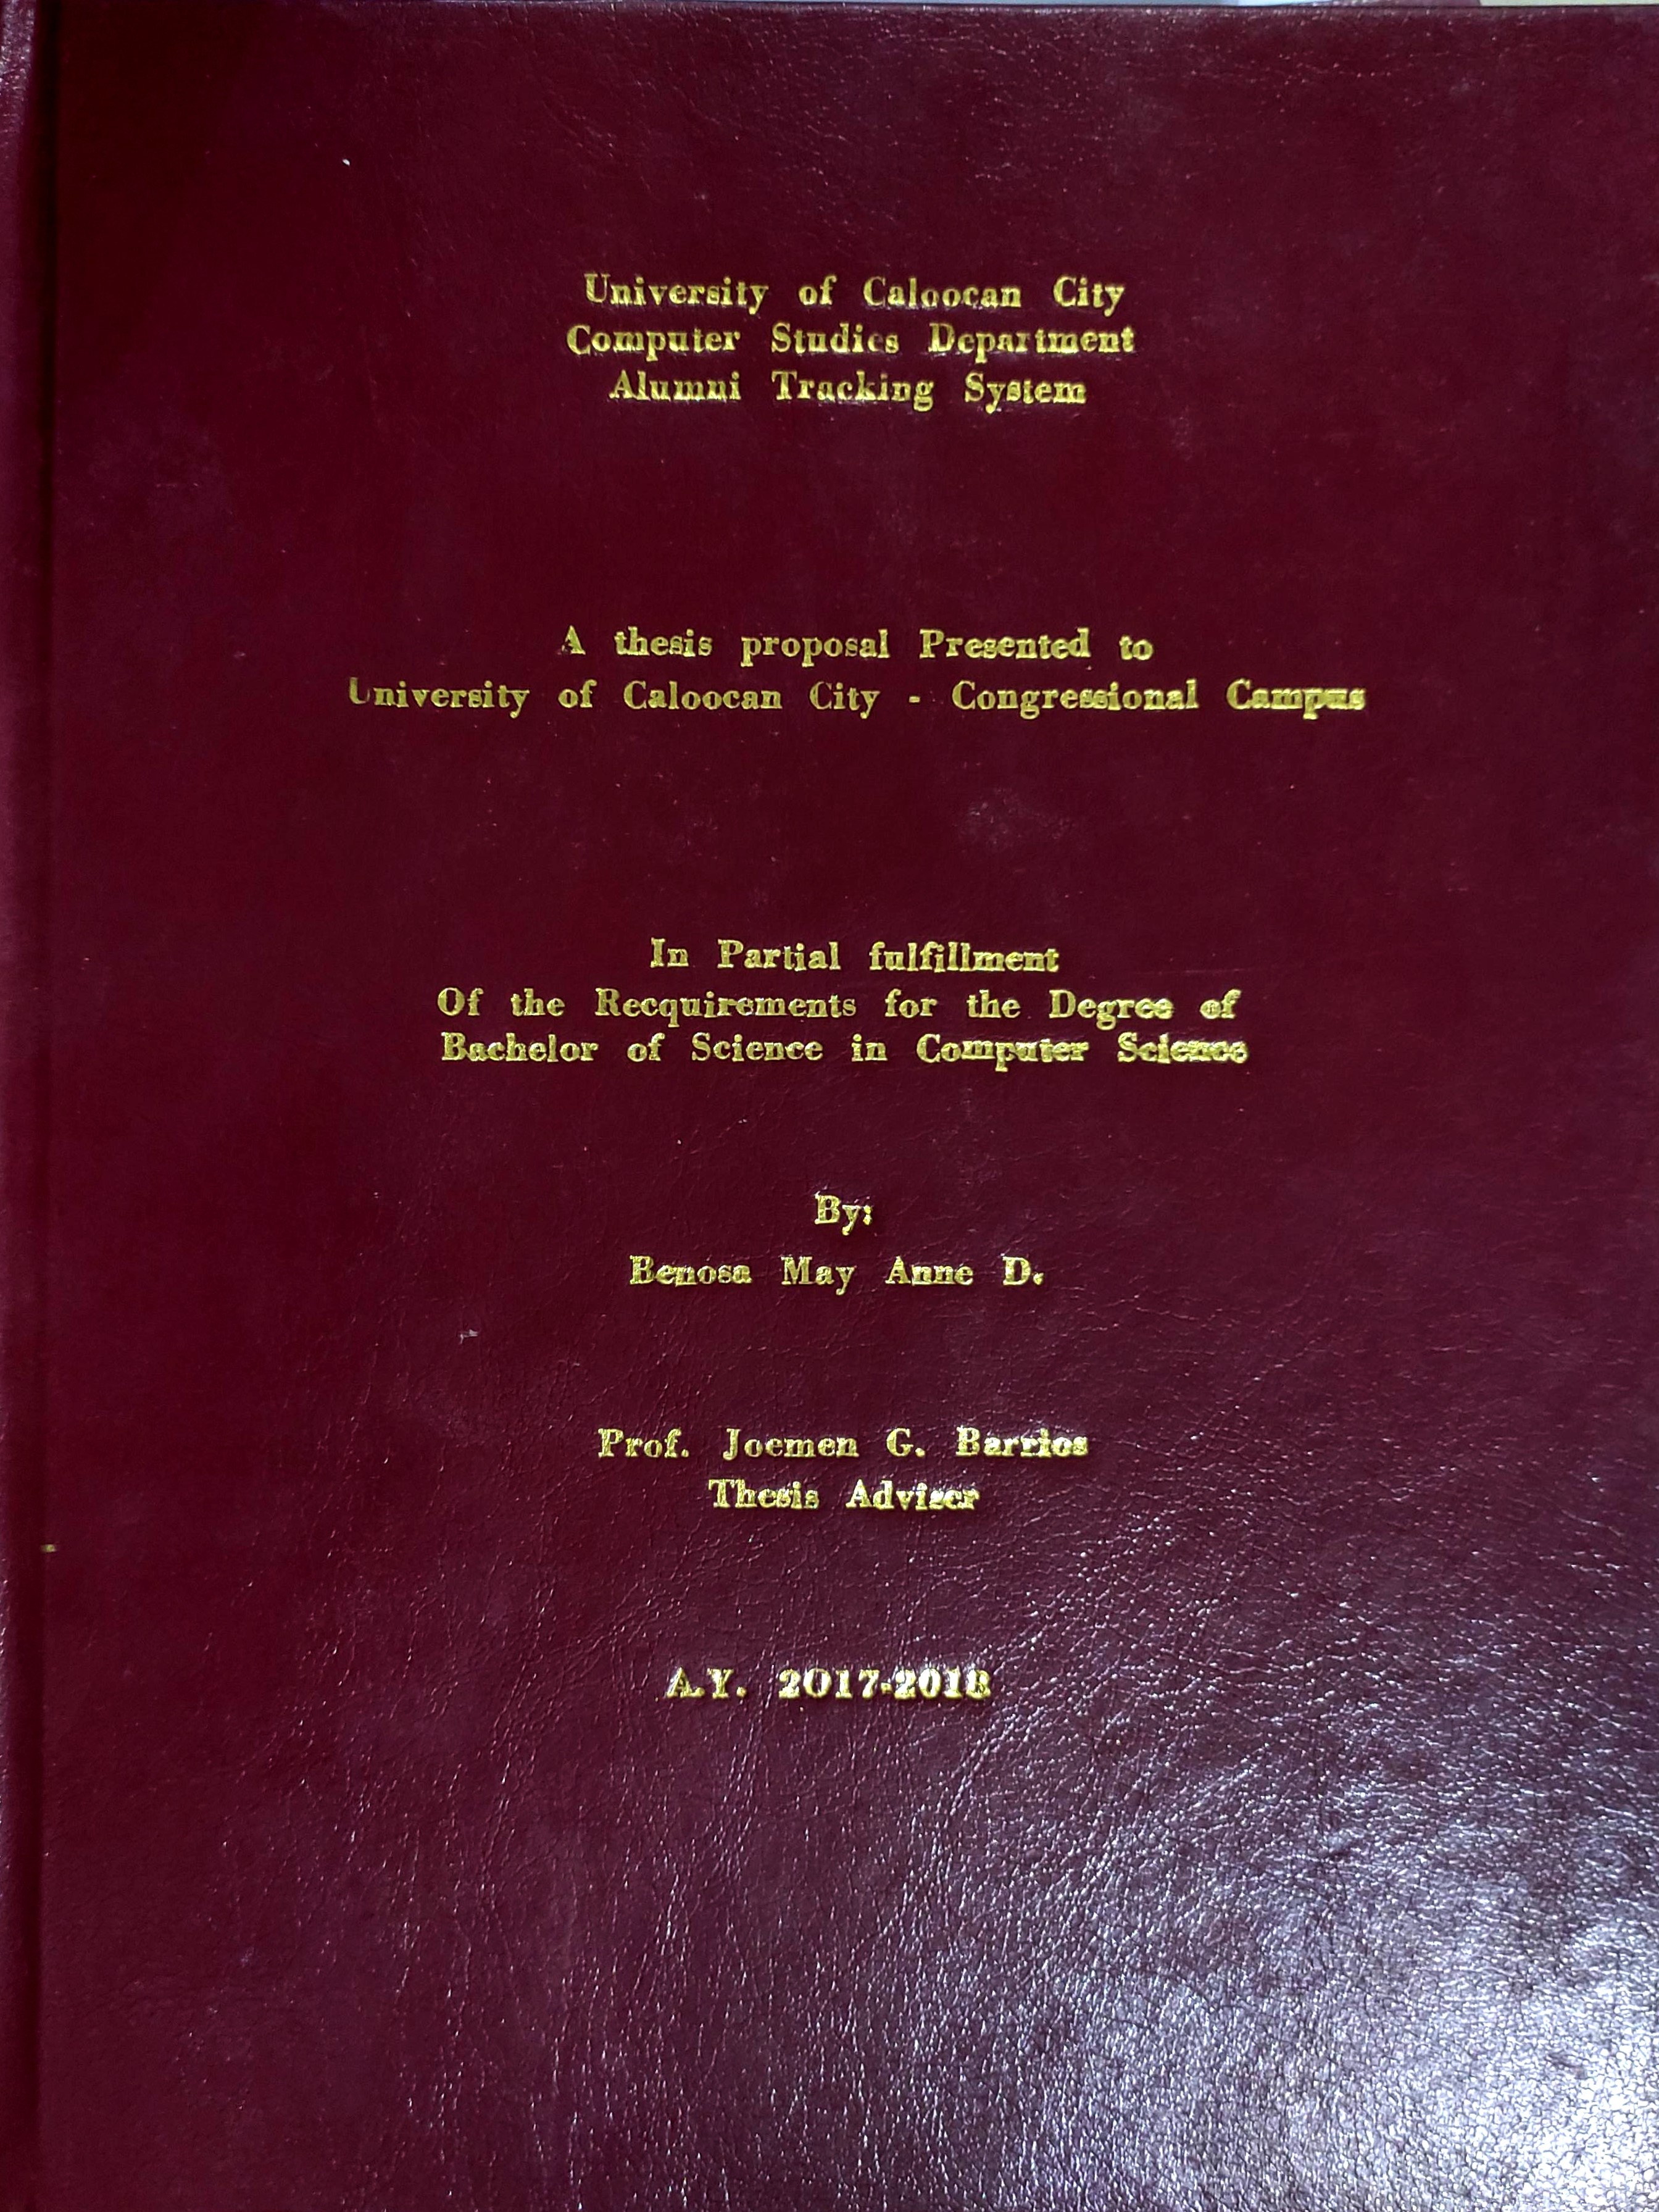 University of Caloocan City
Computer Studies Department
Alumni Tracking System
A thesis proposal Presented to
University of Caloocan City - Congressional Campus
In Partial fulfillment
Of the Recquirements for the Degree of
Bachelor of Science in Computer Science
By:
Benosa May Anne D.
Prof. Joemen G. Barrios
Thesis Adviser
A.Y. 2017-2018